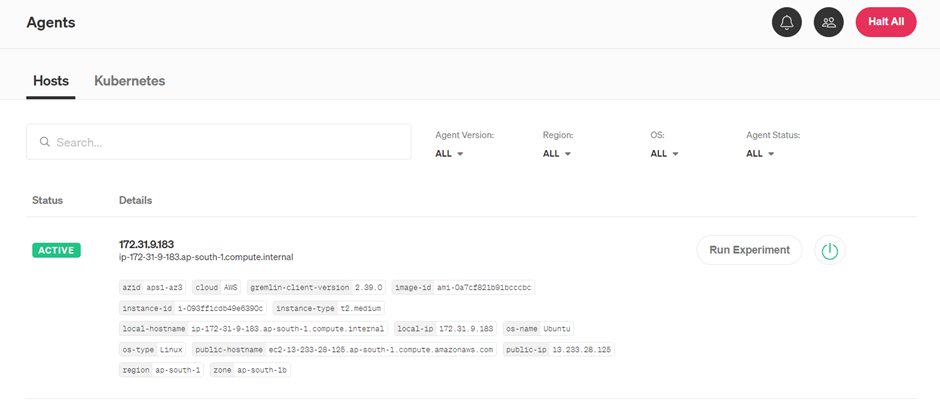 Agents
Halt All
Hosts Kubernetes
Search...
Agent Version: Region: OS: Agent Status:
ALL ALL ALL ALL
Status Details
ACTIVE
172.31.9.183
ip-172-31-9-183.ap-south-1.compute.internal
Run Experiment
azid aps1-az3 cloud AWS gremlin-client-version 2.39.0 image-id ami-0a7cf821b91bcccbc
instance-id i-093ff1cdb49e6390c instance-type t2.medium
local-hostname ip-172-31-9-183.ap-south-1.compute.internal local-ip 172.31.9.183 os-name Ubuntu
os-type Linux public-hostname ec2-13-233-28-125.ap-south-1.compute.amazonaws.com public-ip 13.233.28.125
region ap-south-1 zone ap-south-1b